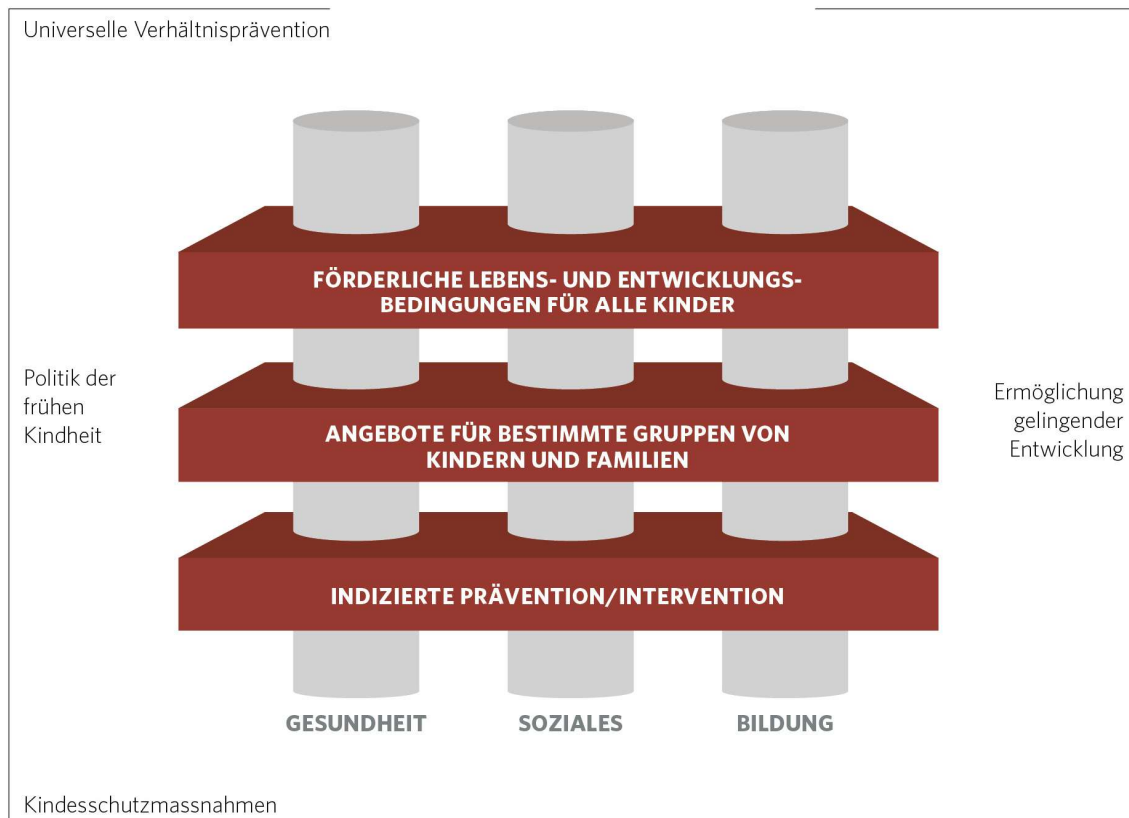 Universelle Verhältnisprävention
FÖRDERLICHE LEBENS- UND ENTWICKLUNGS-
BEDINGUNGEN FÜR ALLE KINDER
Politik der
frühen
Kindheit
ANGEBOTE FÜR BESTIMMTE GRUPPEN VON
KINDERN UND FAMILIEN
Ermöglichung
gelingender
Entwicklung
INDIZIERTE PRÄVENTION/INTERVENTION
GESUNDHEIT
SOZIALES
BILDUNG
Kindesschutzmassnahmen